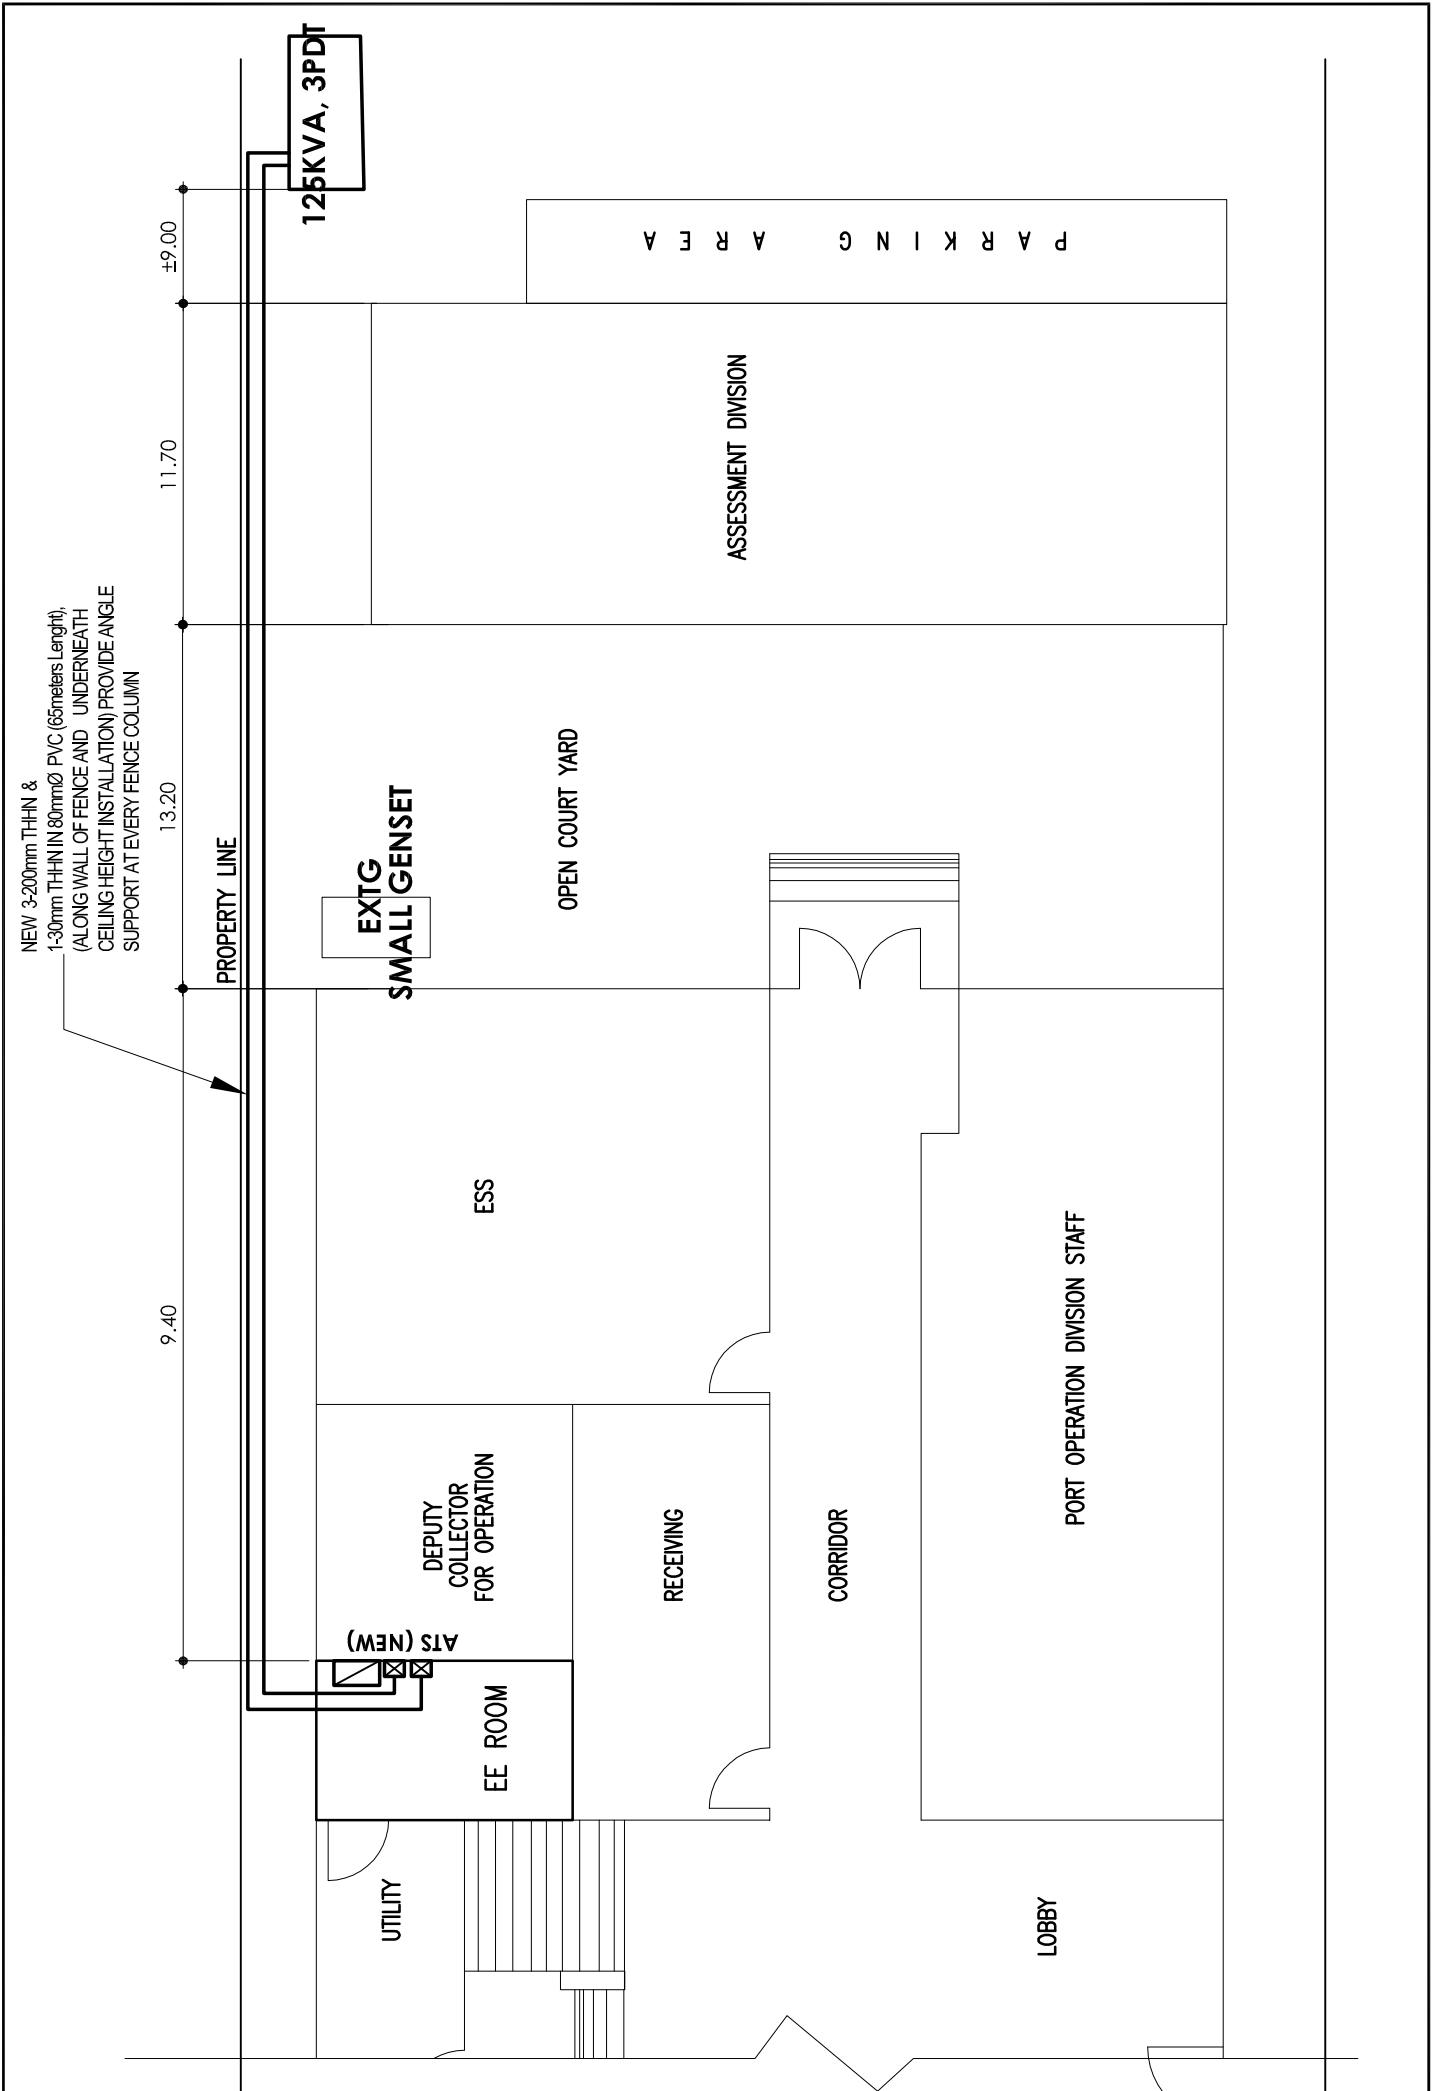 NEW 3-200mm THHN &
1-30mm THHN IN 80mmØ PVC (65meters Lenght),
(ALONG WALL OF FENCE AND UNDERNEATH
CEILING HEIGHT INSTALLATION) PROVIDE ANGLE
SUPPORT AT EVERY FENCE COLUMN
9.40
13.20
11.70
±9.00
PROPERTY LINE
125KVA, 3PDT
EXTG
SMALL GENSET
ATS (NEW)
UTILITY
EE ROOM
DEPUTY
COLLECTOR
FOR OPERATION
ESS
OPEN COURT YARD
RECEIVING
ASSESSMENT DIVISION
CORRIDOR
PARKING AREA
LOBBY
PORT OPERATION DIVISION STAFF